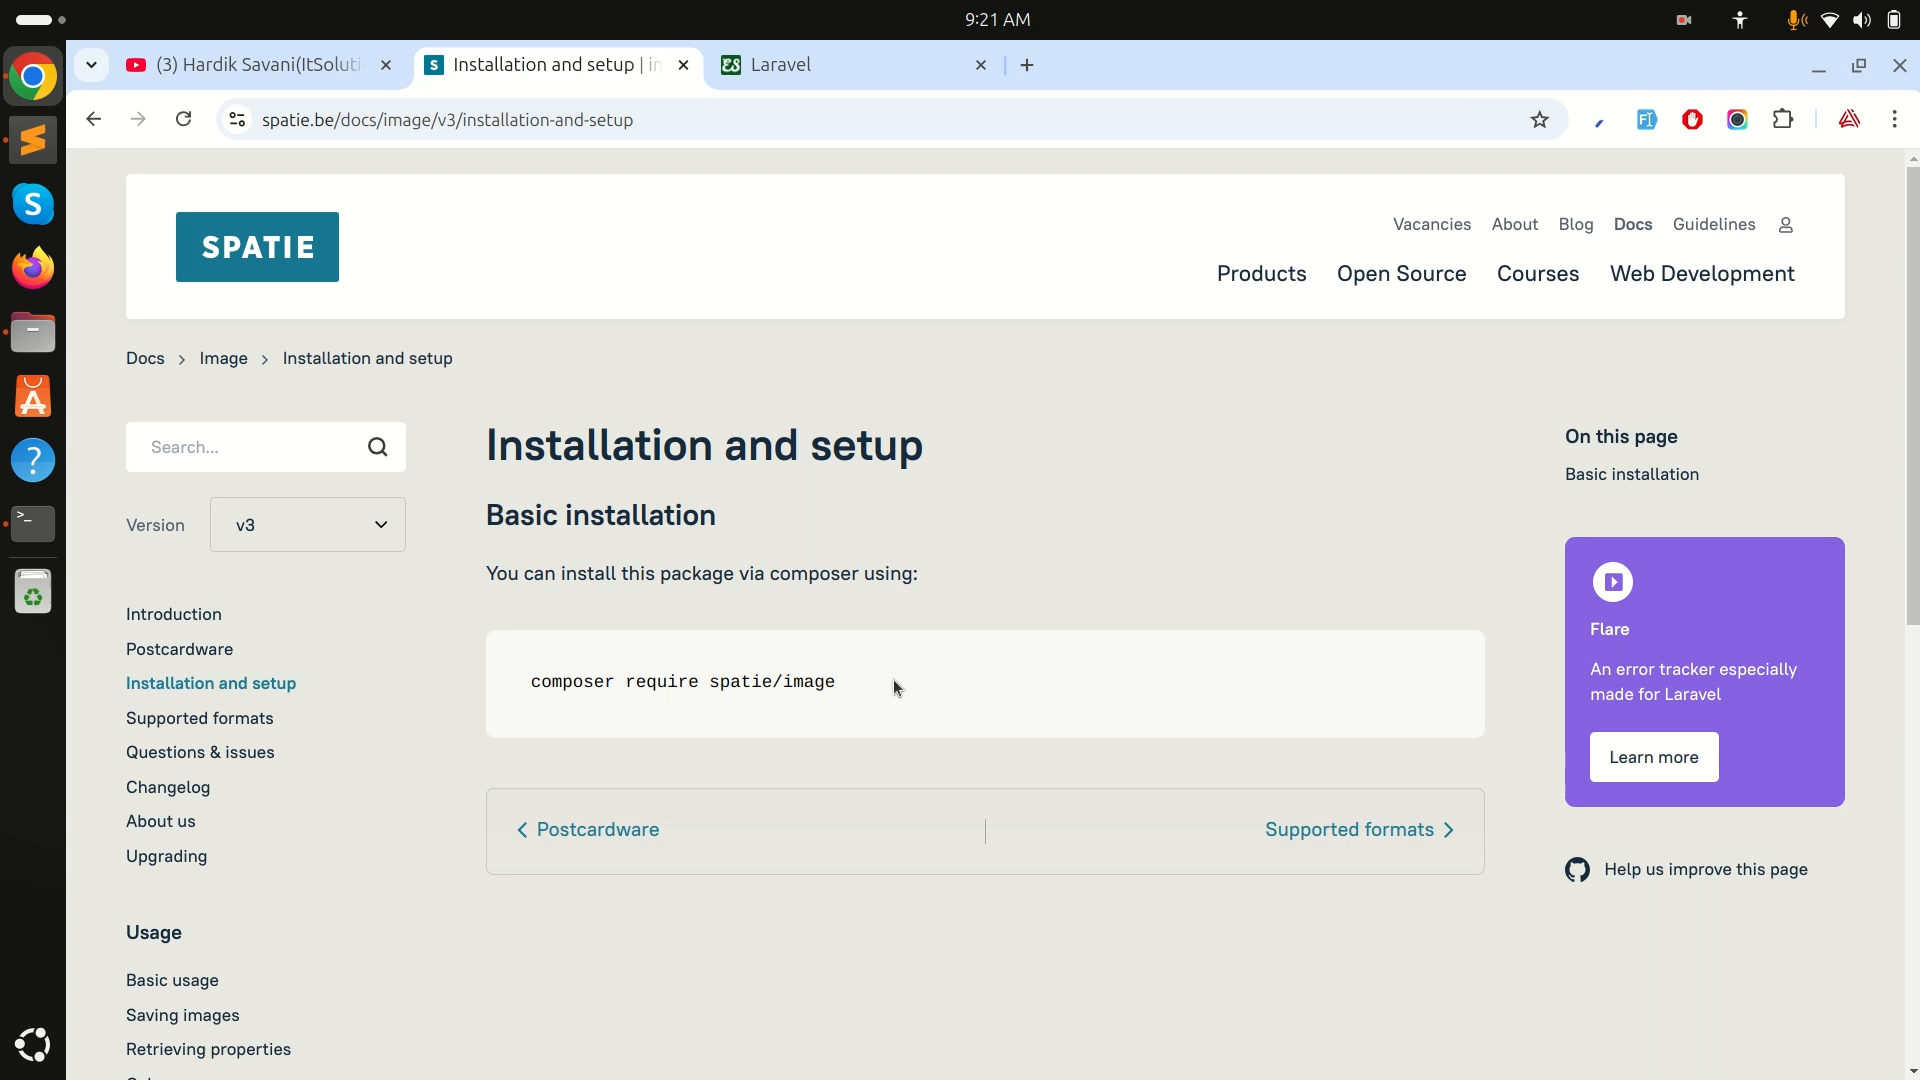 9:21 AM
(3) Hardik Savani(ItSoluti
Installation and setup | in
Laravel
spatie.be/docs/image/v3/installation-and-setup
SPATIE
Vacancies About Blog Docs Guidelines
Products Open Source Courses Web Development
Docs > Image > Installation and setup
Search...
Version v3
Introduction
Postcardware
Installation and setup
Supported formats
Questions & issues
Changelog
About us
Upgrading
Usage
Basic usage
Saving images
Retrieving properties
Installation and setup
Basic installation
You can install this package via composer using:
composer require spatie/image
Postcardware
Supported formats
On this page
Basic installation
Flare
An error tracker especially
made for Laravel
Learn more
Help us improve this page